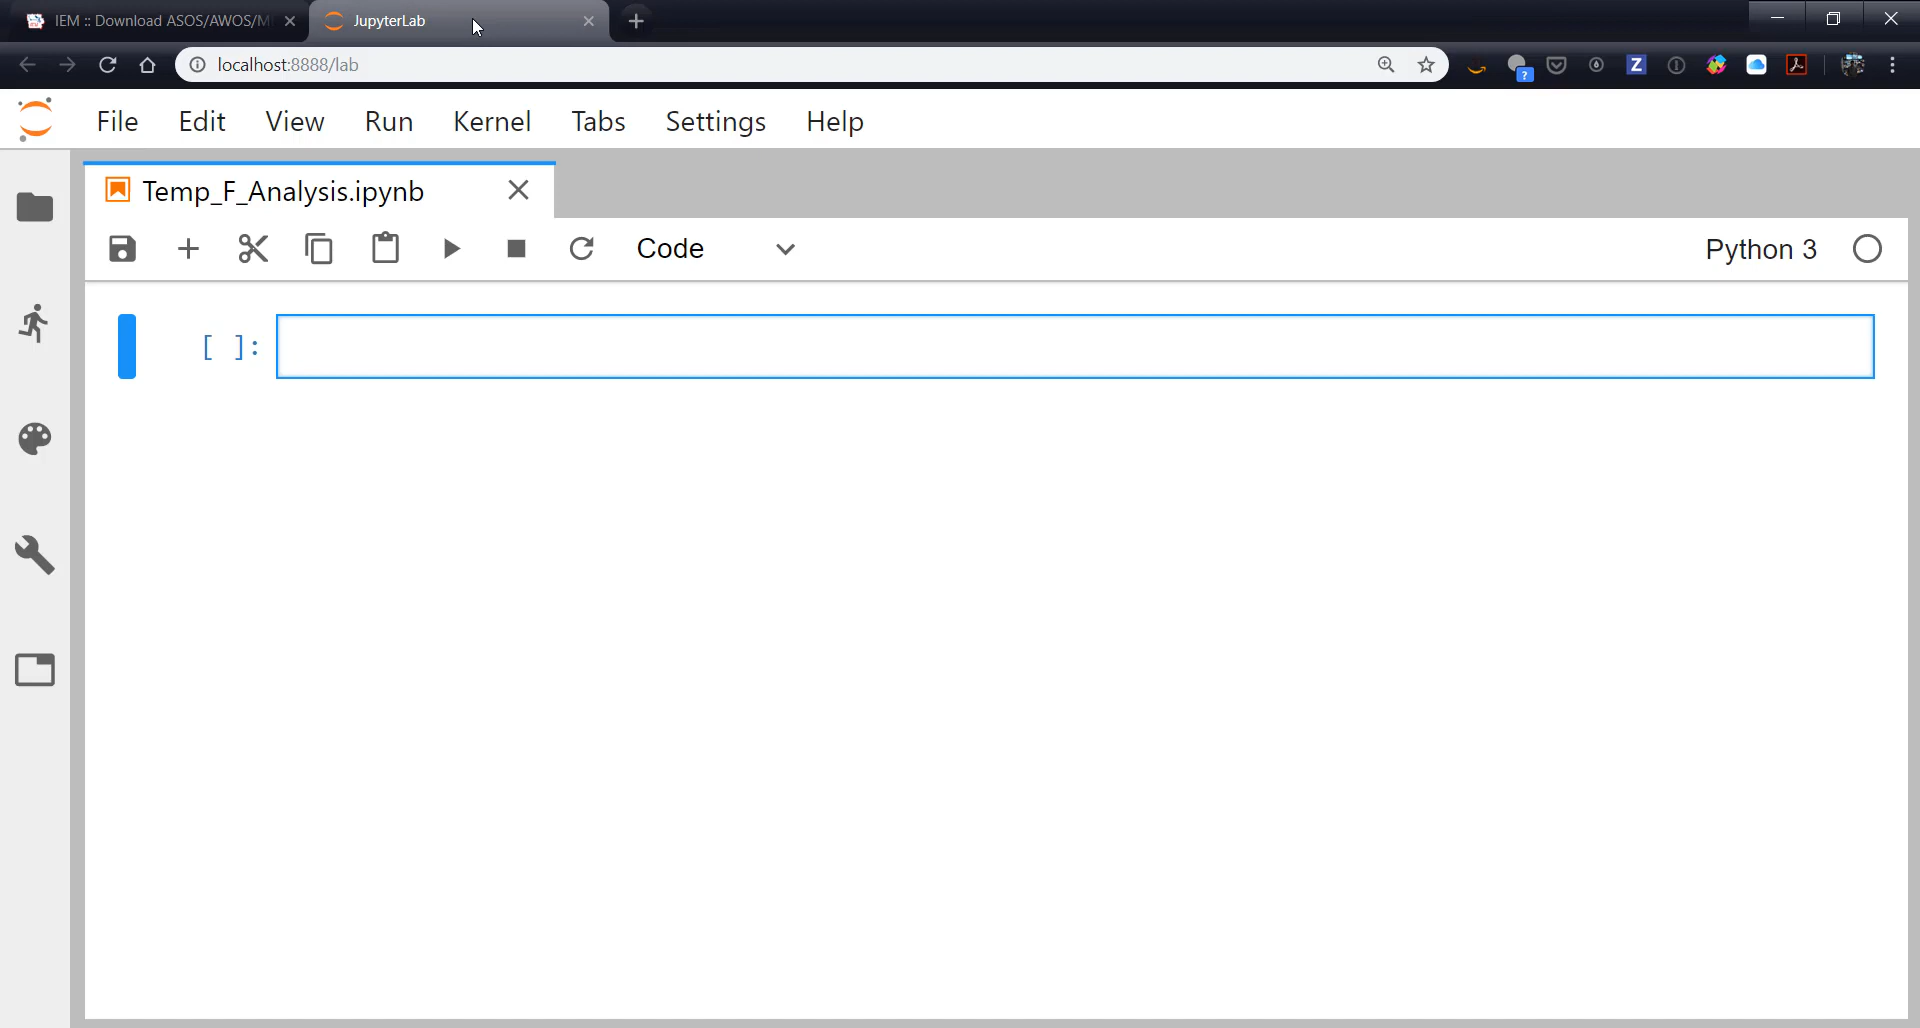 IEM :: Download ASOS/AWOS/M
JupyterLab
localhost:8888/lab
File Edit View Run Kernel Tabs Settings Help
Temp_F_Analysis.ipynb
Code
Python 3
[ ]: